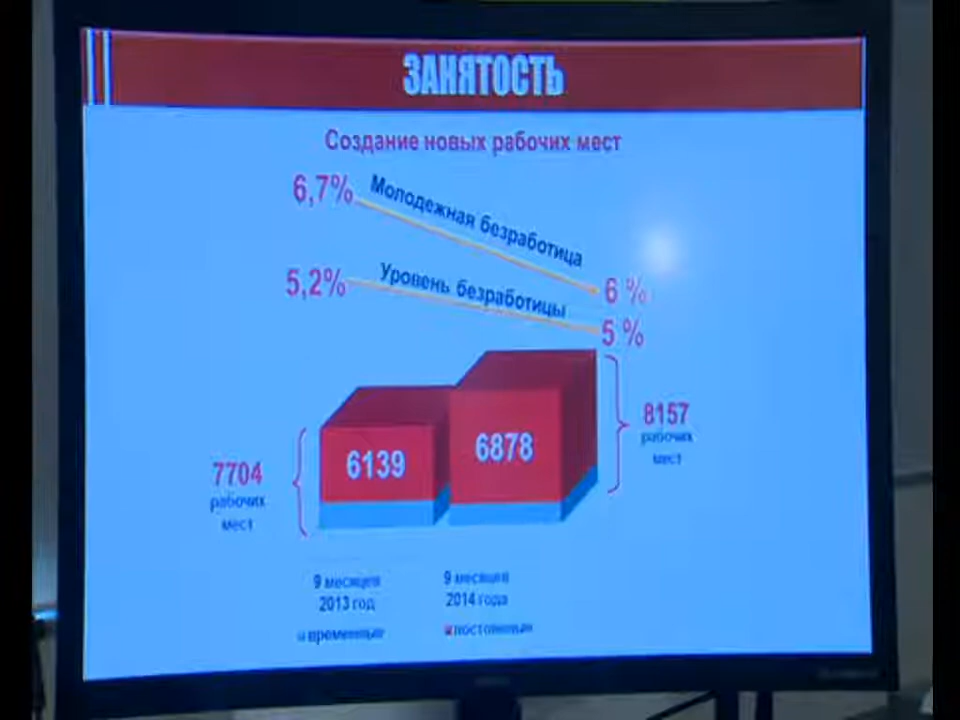 ЗАНЯТОСТЬ
Создание новых рабочих мест
6,7%
Молодежная безработица
6 %
5,2%
Уровень безработицы
5 %
6139
6878
7704
рабочих
мест
8157
рабочих
мест
9 месяцев
2013 год
9 месяцев
2014 года
временные
постоянные